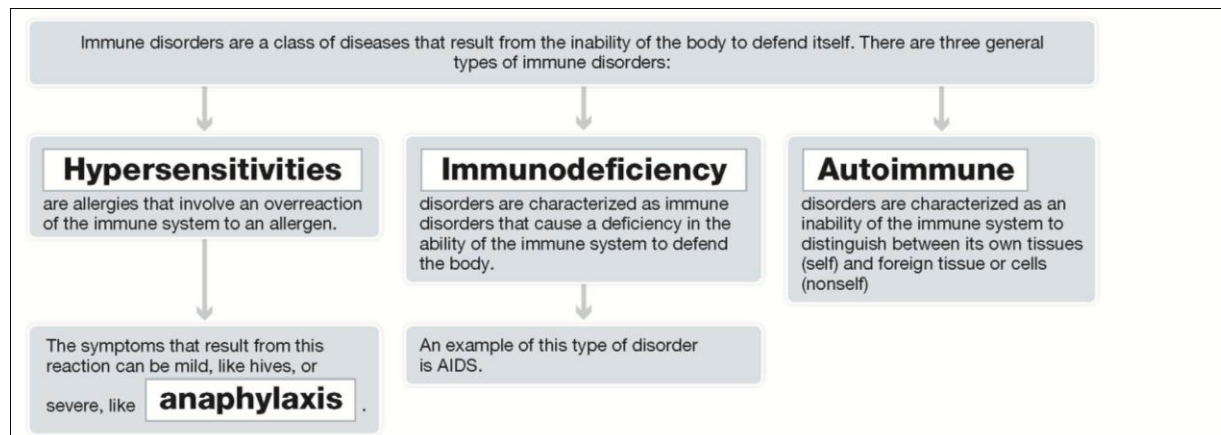 Immune disorders are a class of diseases that result from the inability of the body to defend itself. There are three general
types of immune disorders:
Hypersensitivities
are allergies that involve an overreaction
of the immune system to an allergen.
The symptoms that result from this
reaction can be mild, like hives, or
severe, like anaphylaxis .
Immunodeficiency
disorders are characterized as immune
disorders that cause a deficiency in the
ability of the immune system to defend
the body.
An example of this type of disorder
is AIDS.
Autoimmune
disorders are characterized as an
inability of the immune system to
distinguish between its own tissues
(self) and foreign tissue or cells
(nonself)